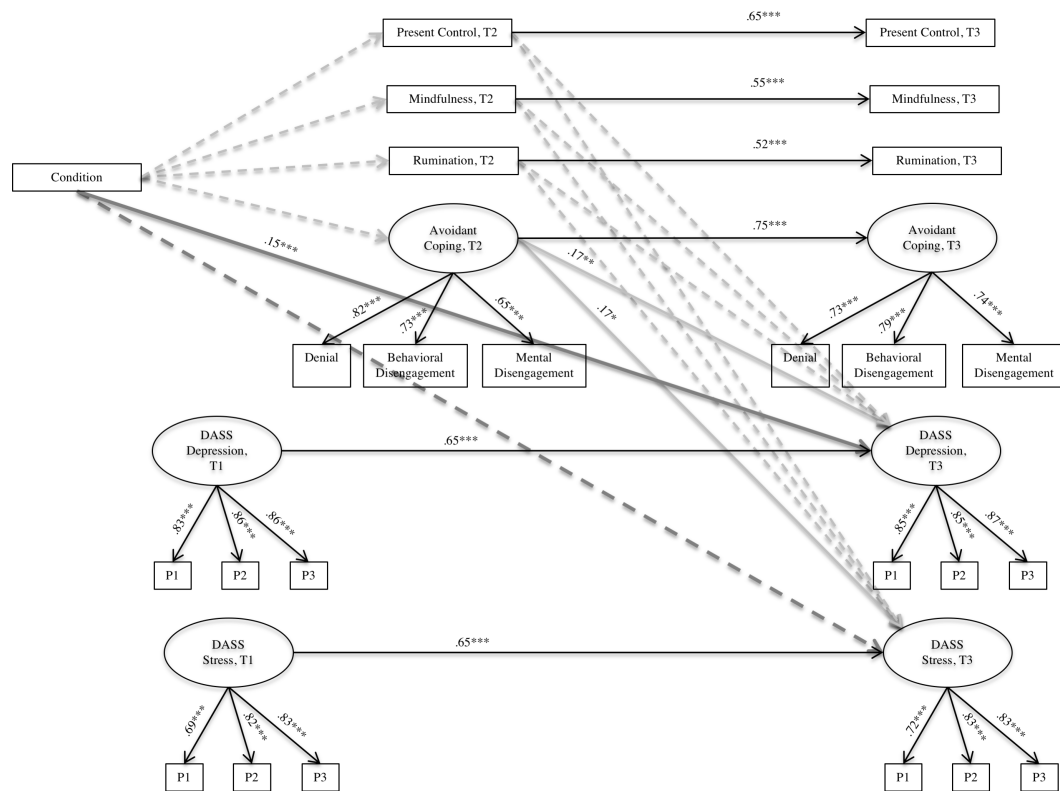 .65***
Present Control, T2
Present Control, T3
.55***
Mindfulness, T2
Mindfulness, T3
.52***
Rumination, T2
Rumination, T3
Condition
Avoidant
Coping, T2
.75***
Avoidant
Coping, T3
.15***
.17**
.17*
.82***
.73***
.65***
.73***
.79***
.74***
Denial
Behavioral
Disengagement
Mental
Disengagement
Denial
Behavioral
Disengagement
Mental
Disengagement
DASS
Depression,
T1
.65***
DASS
Depression,
T3
.83***
.86***
.86***
.85***
.85***
.87***
P1
P2
P3
P1
P2
P3
DASS
Stress, T1
.65***
DASS
Stress, T3
.69***
.82***
.83***
.72***
.83***
.83***
P1
P2
P3
P1
P2
P3